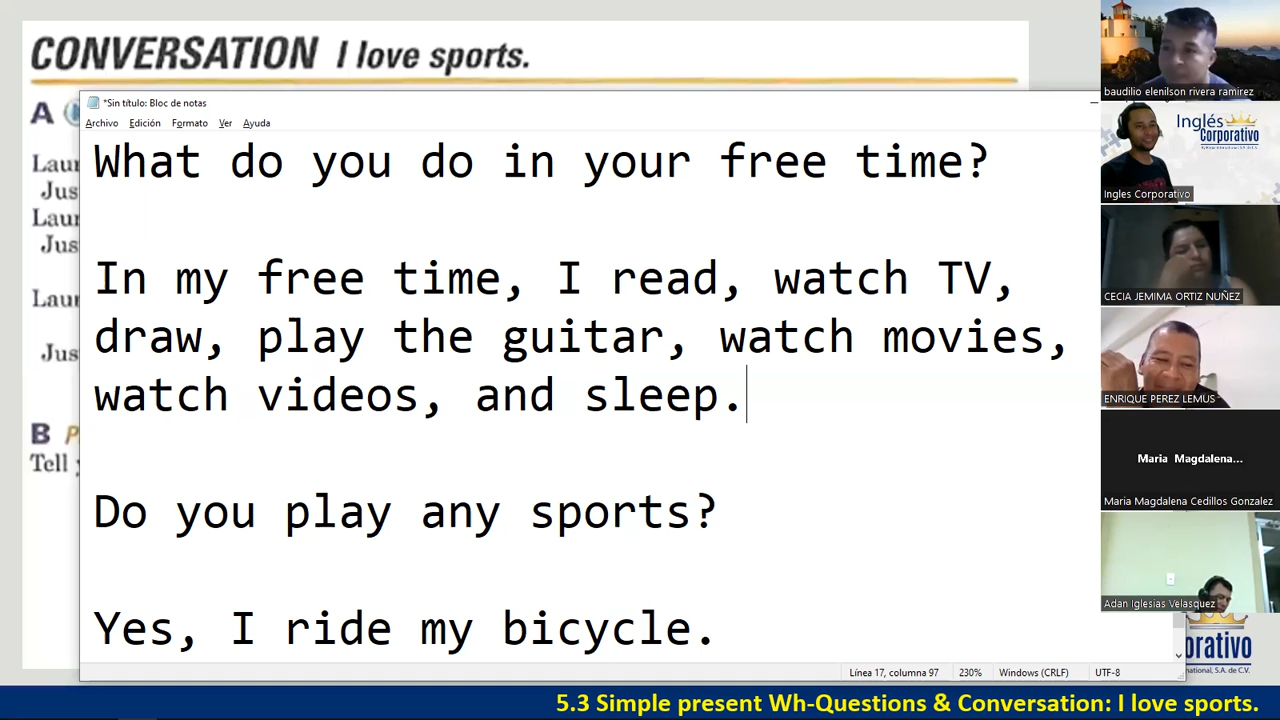 CONVERSATION I love sports.
A
*Sin título: Bloc de notas
Archivo Edición Formato Ver Ayuda
What do you do in your free time?
In my free time, I read, watch TV,
draw, play the guitar, watch movies,
watch videos, and sleep.
Do you play any sports?
Yes, I ride my bicycle.
Laur
Jus
Laur
Jus
Laur
Jus
B P
Tell y
Línea 17, columna 97 230% Windows (CRLF) UTF-8
baudilio elenilson rivera ramirez
Inglés
Corporativo
Ingles Corporativo
CECIA JEMIMA ORTIZ NUÑEZ
ENRIQUE PEREZ LEMUS
Maria Magdalena...
Maria Magdalena Cedillos Gonzalez
Adan Iglesias Velasquez
porativo
national, S.A. de C.V.
5.3 Simple present Wh-Questions & Conversation: I love sports.